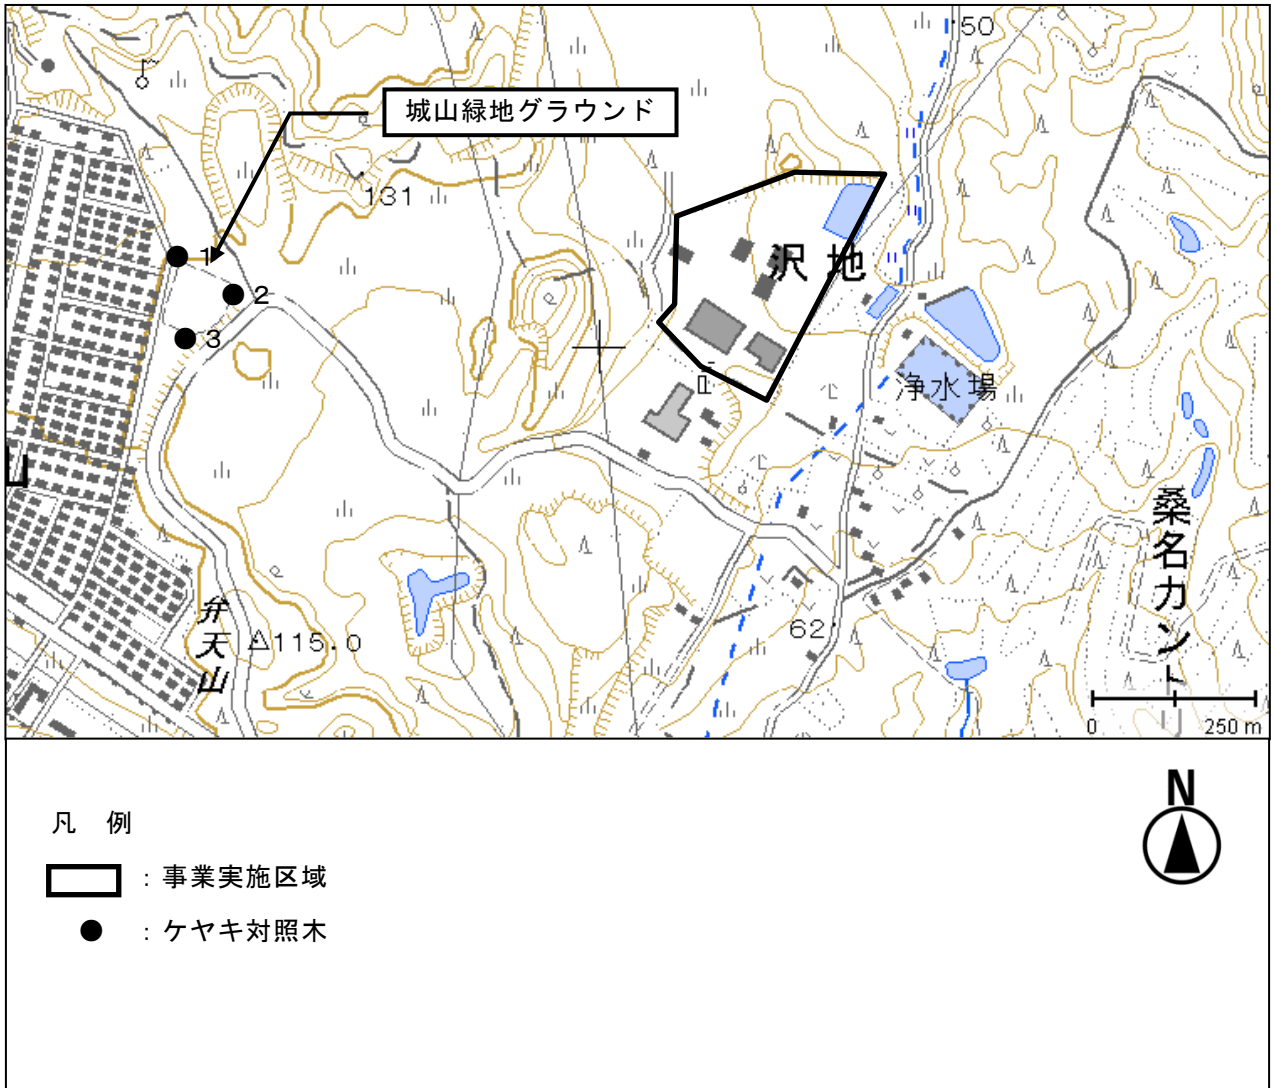 50
城山緑地グラウンド
131
1
沢地
2
3
浄水場
桑名カント
山
弁天山
115.0
62
0
250 m
N
凡 例
：事業実施区域
：ケヤキ対照木